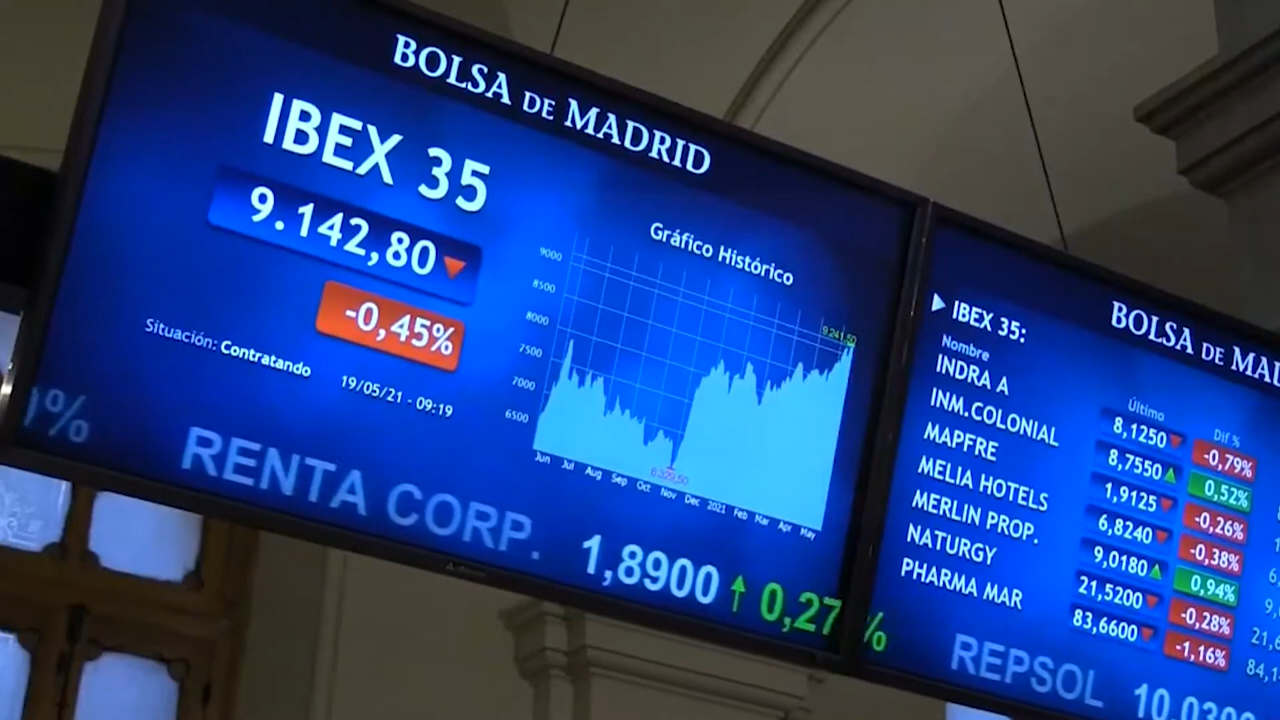 BOLSA DE MADRID
IBEX 35
9.142,80
-0,45%
Situación: Contratando
19/05/21 - 09:19
Gráfico Histórico
9000
8500
8000
7500
7000
6500
9.241,50
Jun Jul Aug Sep Oct Nov Dec 2021 Feb Mar Apr May
% RENTA CORP. 1,8900 0,27%
BOLSA DE
IBEX 35:
Nombre Último Dif %
INDRA A 8,1250 -0,79%
INM.COLONIAL 8,7550 0,52%
MAPFRE 1,9125 -0,26%
MELIA HOTELS 6,8240 -0,38%
MERLIN PROP. 9,0180 0,94%
NATURGY 21,5200 -0,28%
PHARMA MAR 83,6600 -1,16%
REPSOL